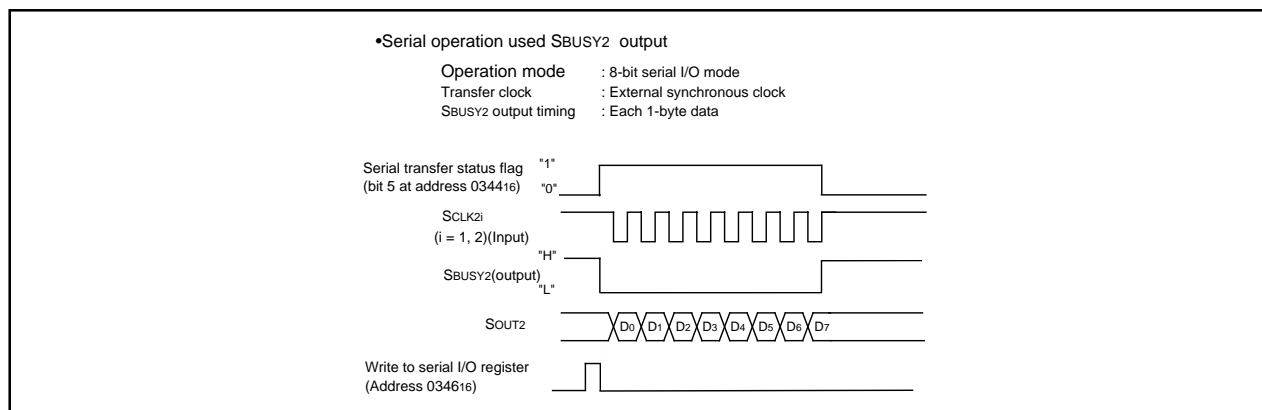 •Serial operation used SBUSY2 output
Operation mode : 8-bit serial I/O mode
Transfer clock : External synchronous clock
SBUSY2 output timing : Each 1-byte data
Serial transfer status flag "1"
(bit 5 at address 034416) "0"
SCLK2i
(i = 1, 2)(Input)
"H"
SBUSY2(output)
"L"
SOUT2 D0 D1 D2 D3 D4 D5 D6 D7
Write to serial I/O register
(Address 034616)